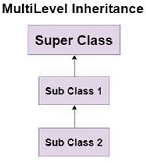 MultiLevel Inheritance
Super Class
Sub Class 1
Sub Class 2